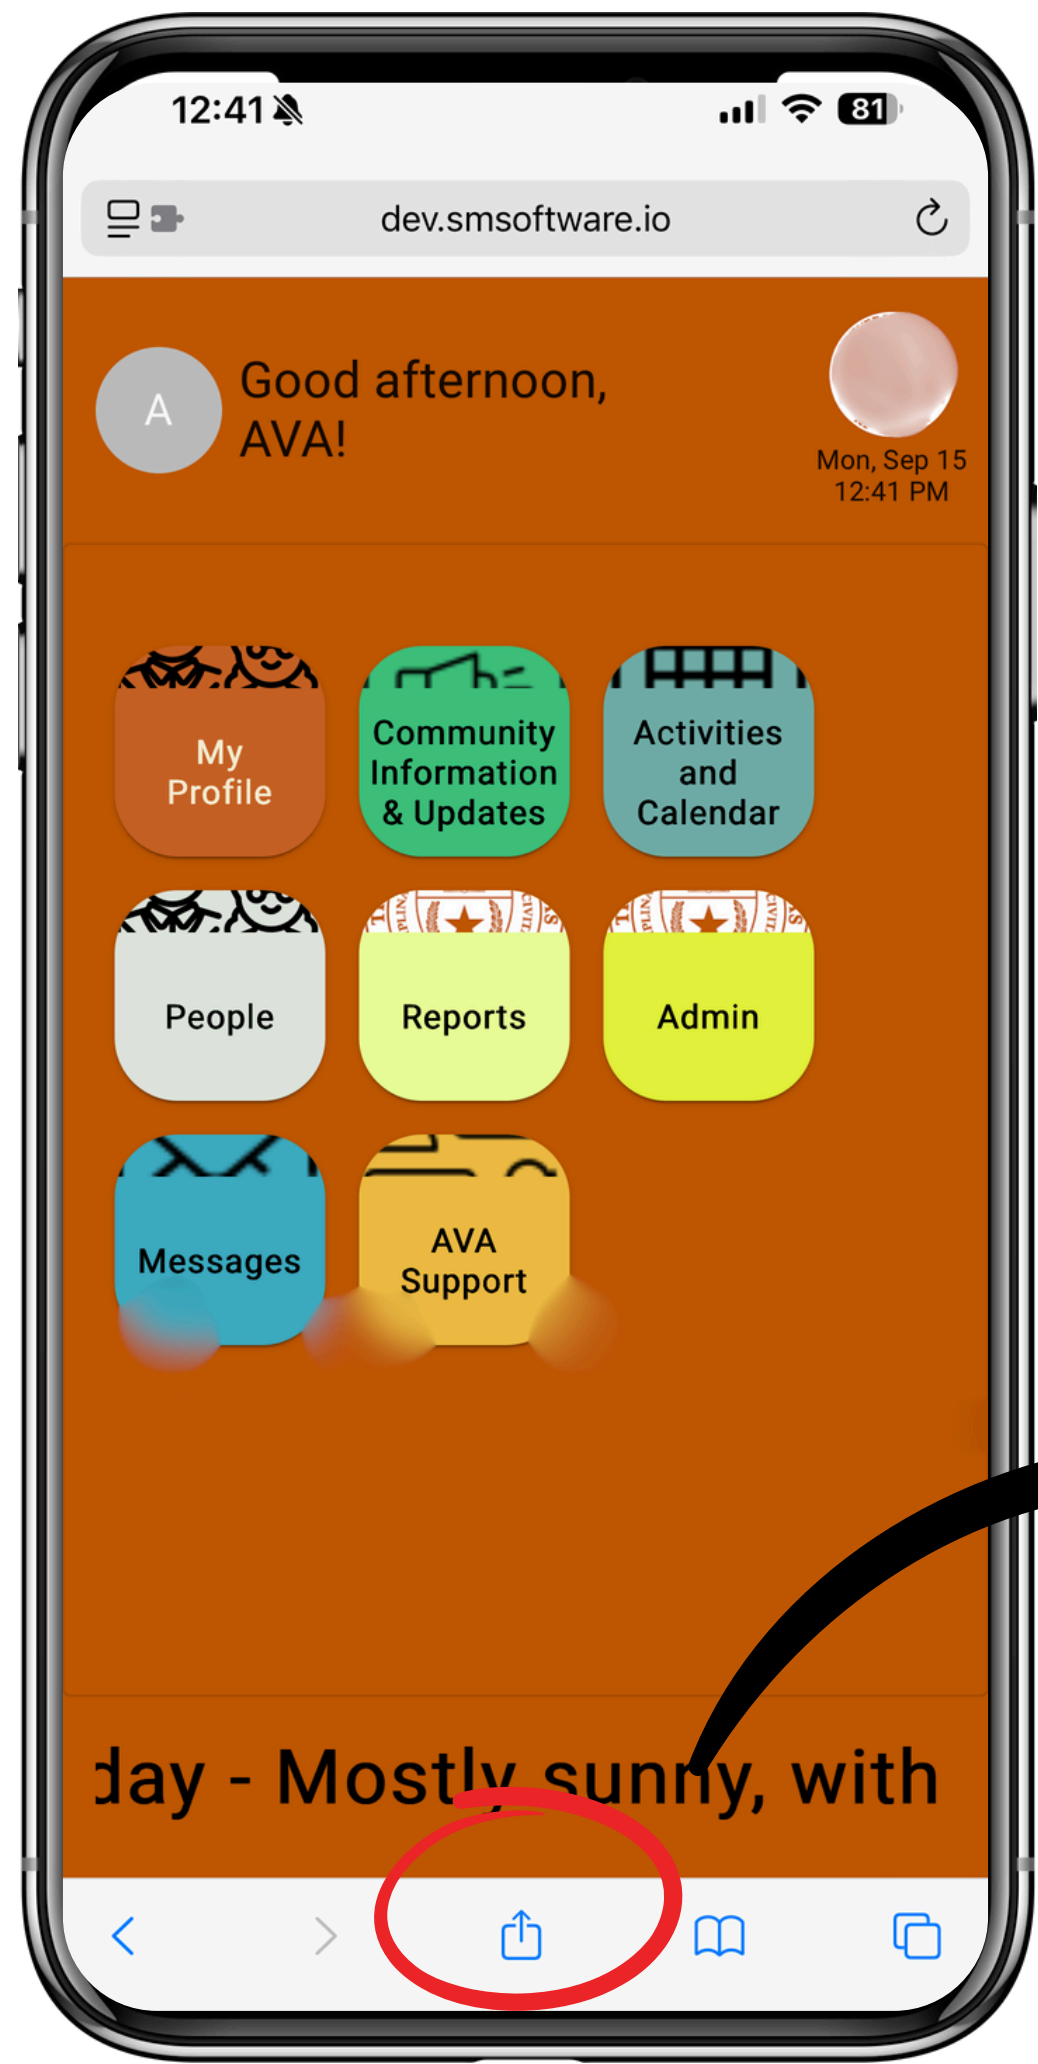 12:41
81
dev.smsoftware.io
A
Good afternoon,
AVA!
Mon, Sep 15
12:41 PM
My
Profile
Community
Information
& Updates
Activities
and
Calendar
People
Reports
Admin
Messages
AVA
Support
day - Mostly sunny, with